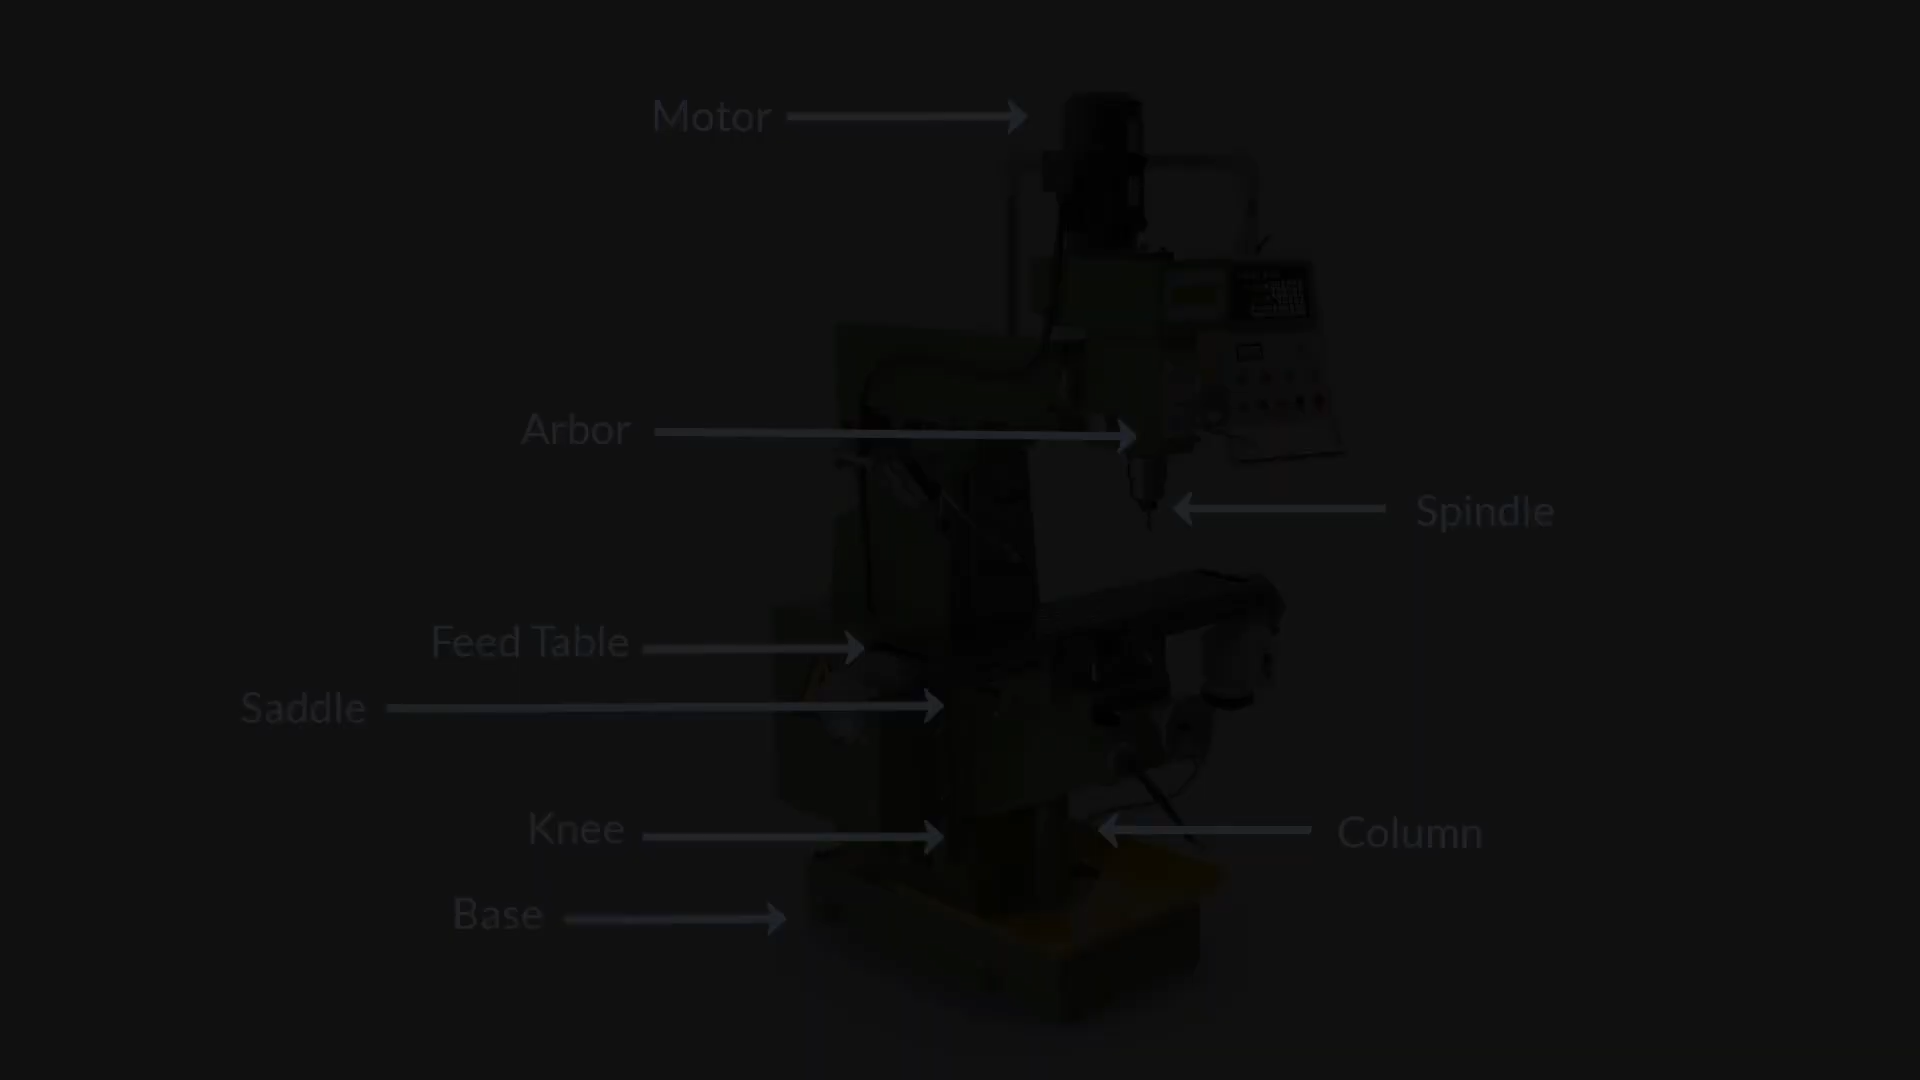 Motor
Arbor
Spindle
Feed Table
Saddle
Knee
Column
Base